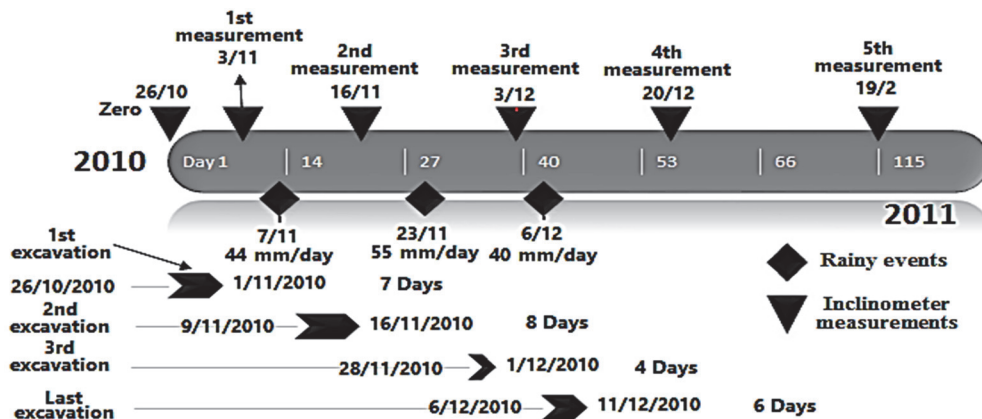 1st
measurement
3/11
2nd
measurement
16/11
3rd
measurement
3/12
4th
measurement
20/12
5th
measurement
19/2
26/10
Zero
2010
Day 1 | 14 | 27 | 40 | 53 | 66 | 115
2011
7/11
44 mm/day
23/11
55 mm/day
6/12
40 mm/day
Rainy events
Inclinometer
measurements
1st
excavation
26/10/2010 1/11/2010 7 Days
2nd
excavation
9/11/2010 16/11/2010 8 Days
3rd
excavation
28/11/2010 1/12/2010 4 Days
Last
excavation
6/12/2010 11/12/2010 6 Days